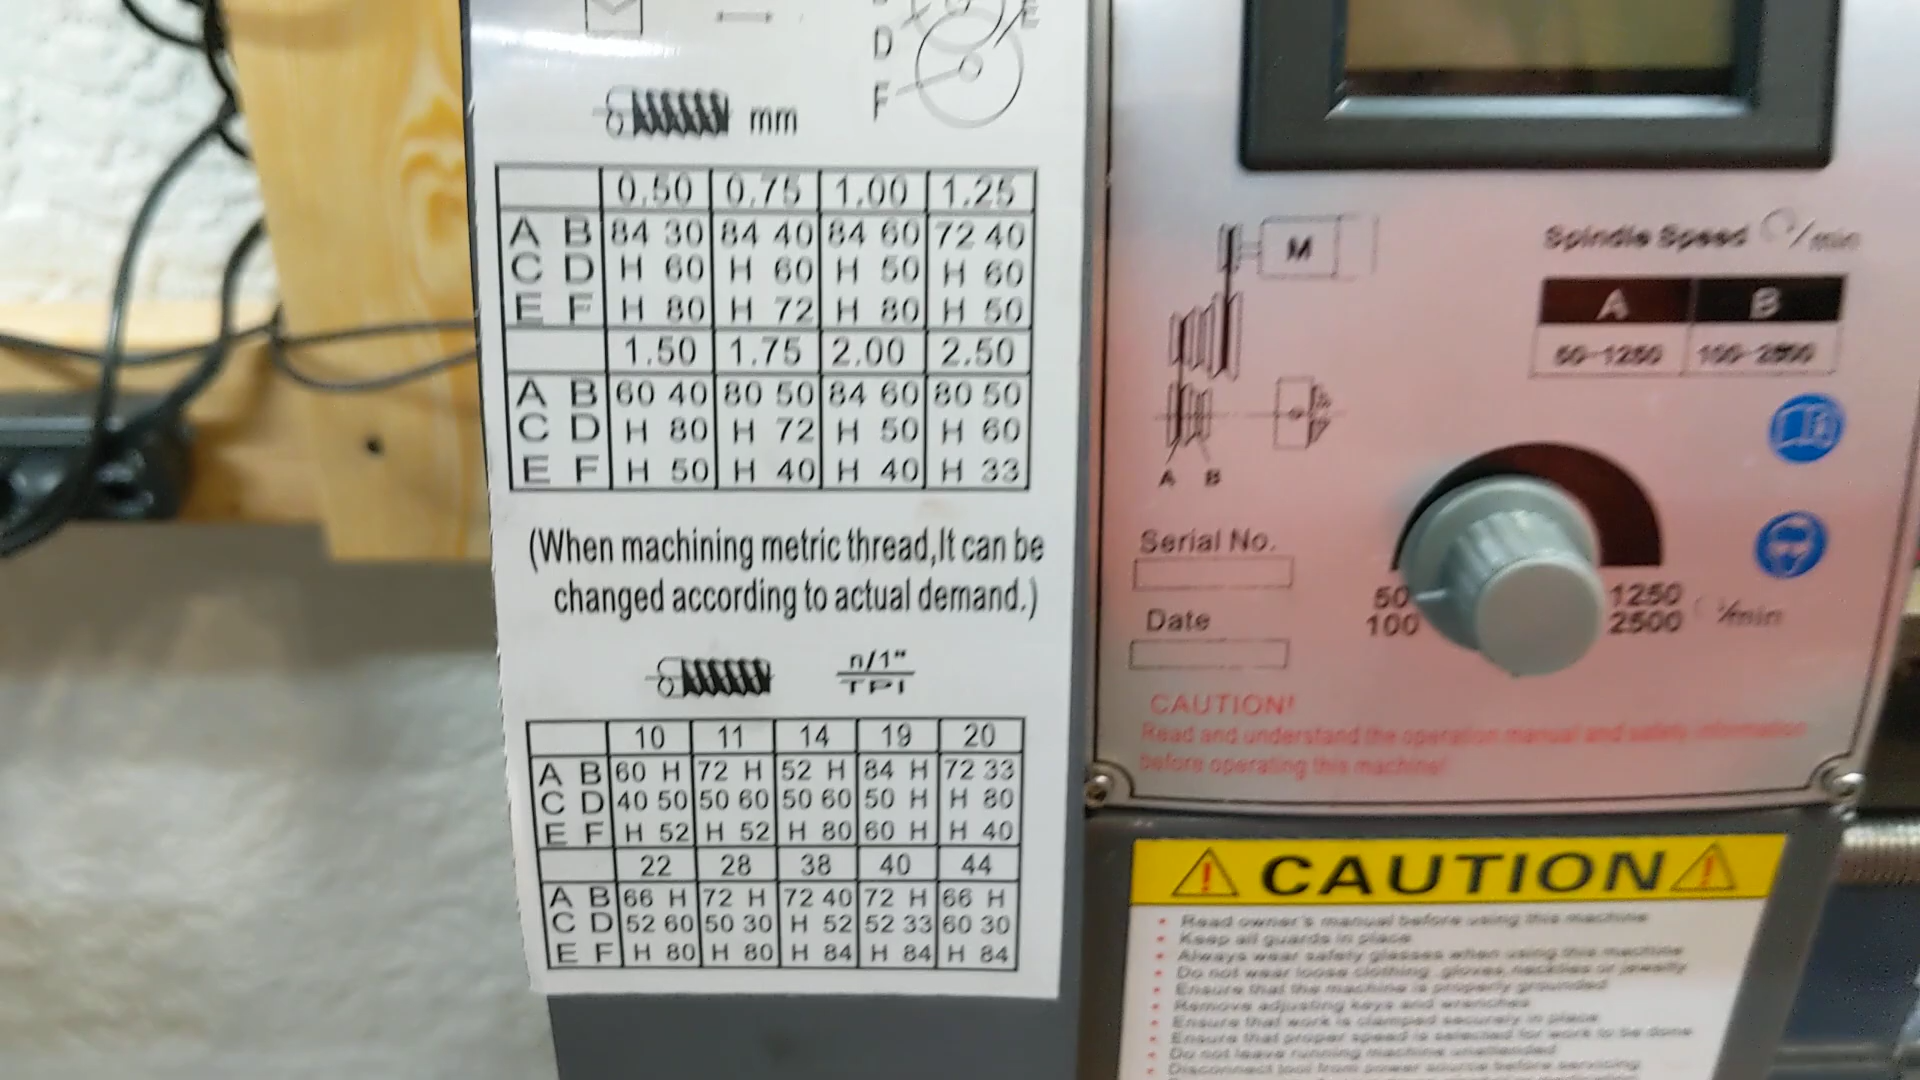 E
D
F
mm
0.50 0.75 1.00 1.25
A B 84 30 84 40 84 60 72 40
C D H 60 H 60 H 50 H 60
E F H 80 H 72 H 80 H 50
1.50 1.75 2.00 2.50
A B 60 40 80 50 84 60 80 50
C D H 80 H 72 H 50 H 60
E F H 50 H 40 H 40 H 33
(When machining metric thread,It can be
changed according to actual demand.)
n/1"
TPI
10 11 14 19 20
A B 60 H 72 H 52 H 84 H 72 33
C D 40 50 50 60 50 60 50 H H 80
E F H 52 H 52 H 80 60 H H 40
22 28 38 40 44
A B 66 H 72 H 72 40 72 H 66 H
C D 52 60 50 30 H 52 52 33 60 30
E F H 80 H 80 H 84 H 84 H 84
M
A B
Spindle Speed /min
A B
50-1250 100-2500
Serial No.
Date
50 1250
100 2500 1/min
CAUTION!
Read and understand the operation manual and safety information
before operating this machine!
CAUTION
Read owner's manual before using this machine
Keep all guards in place
Always wear safety glasses when using this machine
Do not wear loose clothing, gloves, necklies or jewelly
Ensure that the machine is properly grounded
Remove adjusting keys and wrenches
Ensure that work is clamped securely in place
Ensure that proper speed is selected for work to be done
Do not leave running machine unattended
Disconnect tool from power source before servicing